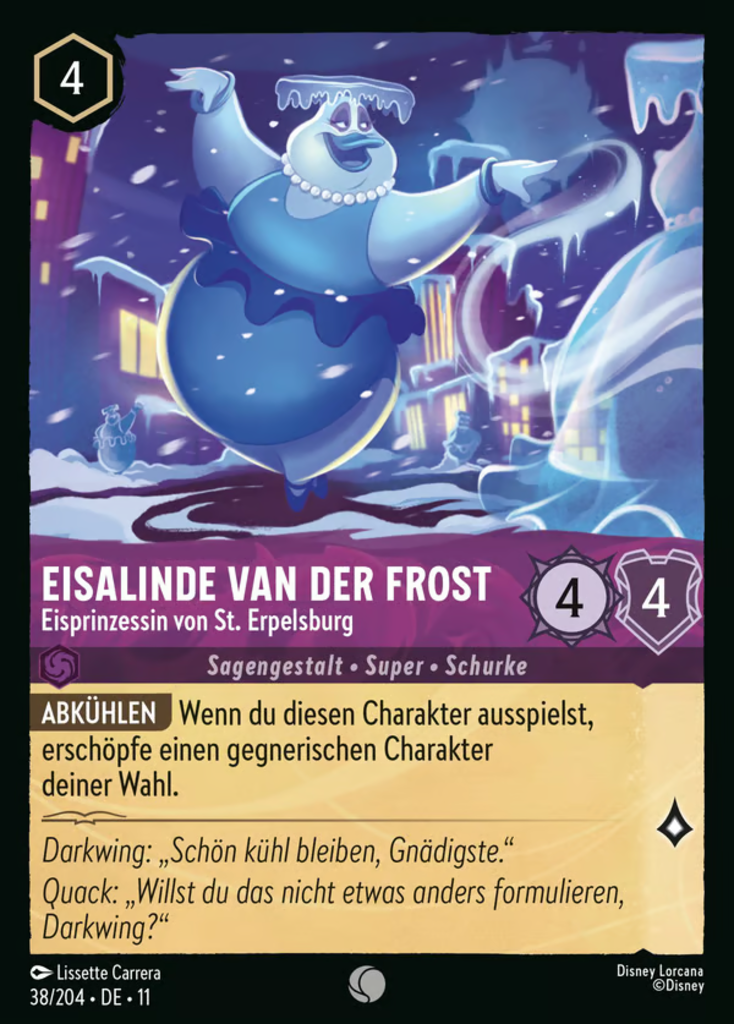 4
EISALINDE VAN DER FROST
Eisprinzessin von St. Erpelsburg
4
4
Sagengestalt • Super • Schurke
ABKÜHLEN Wenn du diesen Charakter ausspielst,
erschöpfe einen gegnerischen Charakter
deiner Wahl.
Darkwing: „Schön kühl bleiben, Gnädigste.“
Quack: „Willst du das nicht etwas anders formulieren,
Darkwing?“
Lissette Carrera
38/204 • DE • 11
Disney Lorcana
©Disney